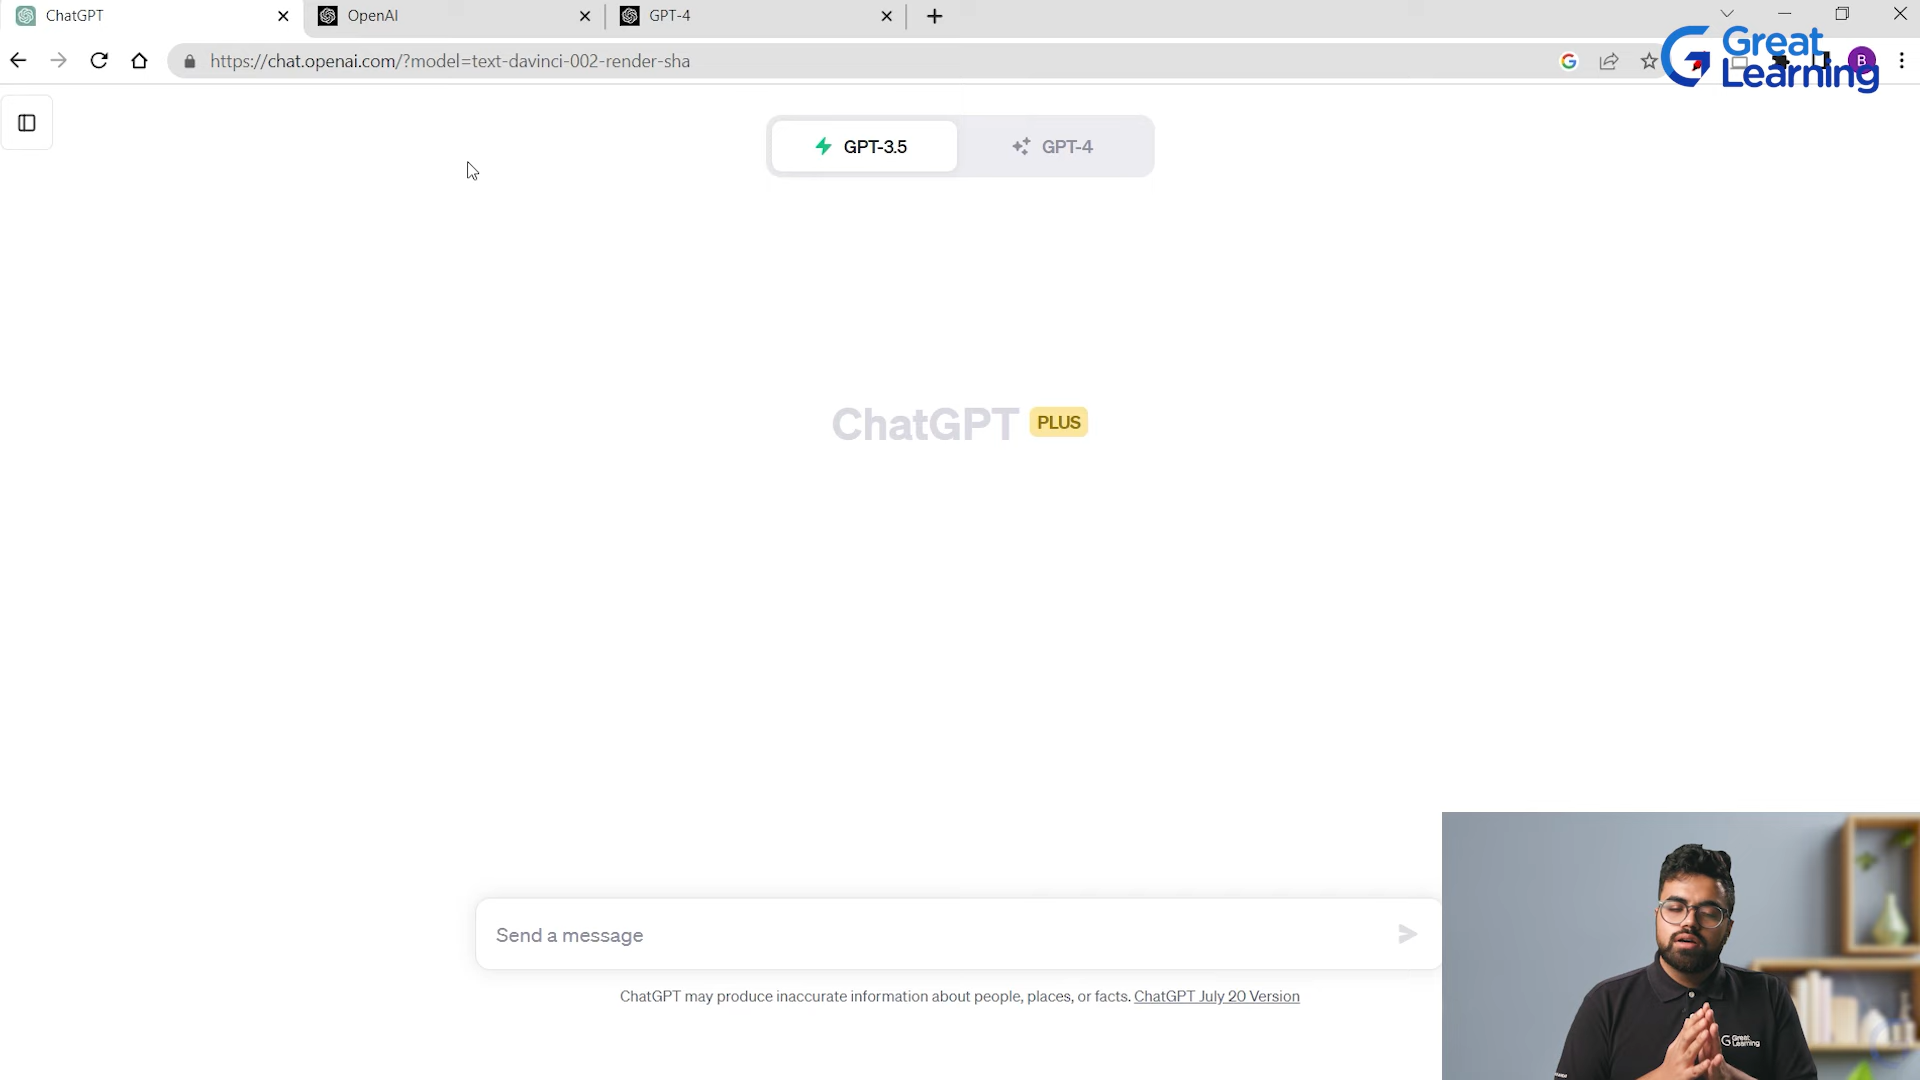 ChatGPT
OpenAI
GPT-4
https://chat.openai.com/?model=text-davinci-002-render-sha
B
Great
Learning
GPT-3.5
GPT-4
ChatGPT PLUS
Send a message
ChatGPT may produce inaccurate information about people, places, or facts. ChatGPT July 20 Version
Great
Learning